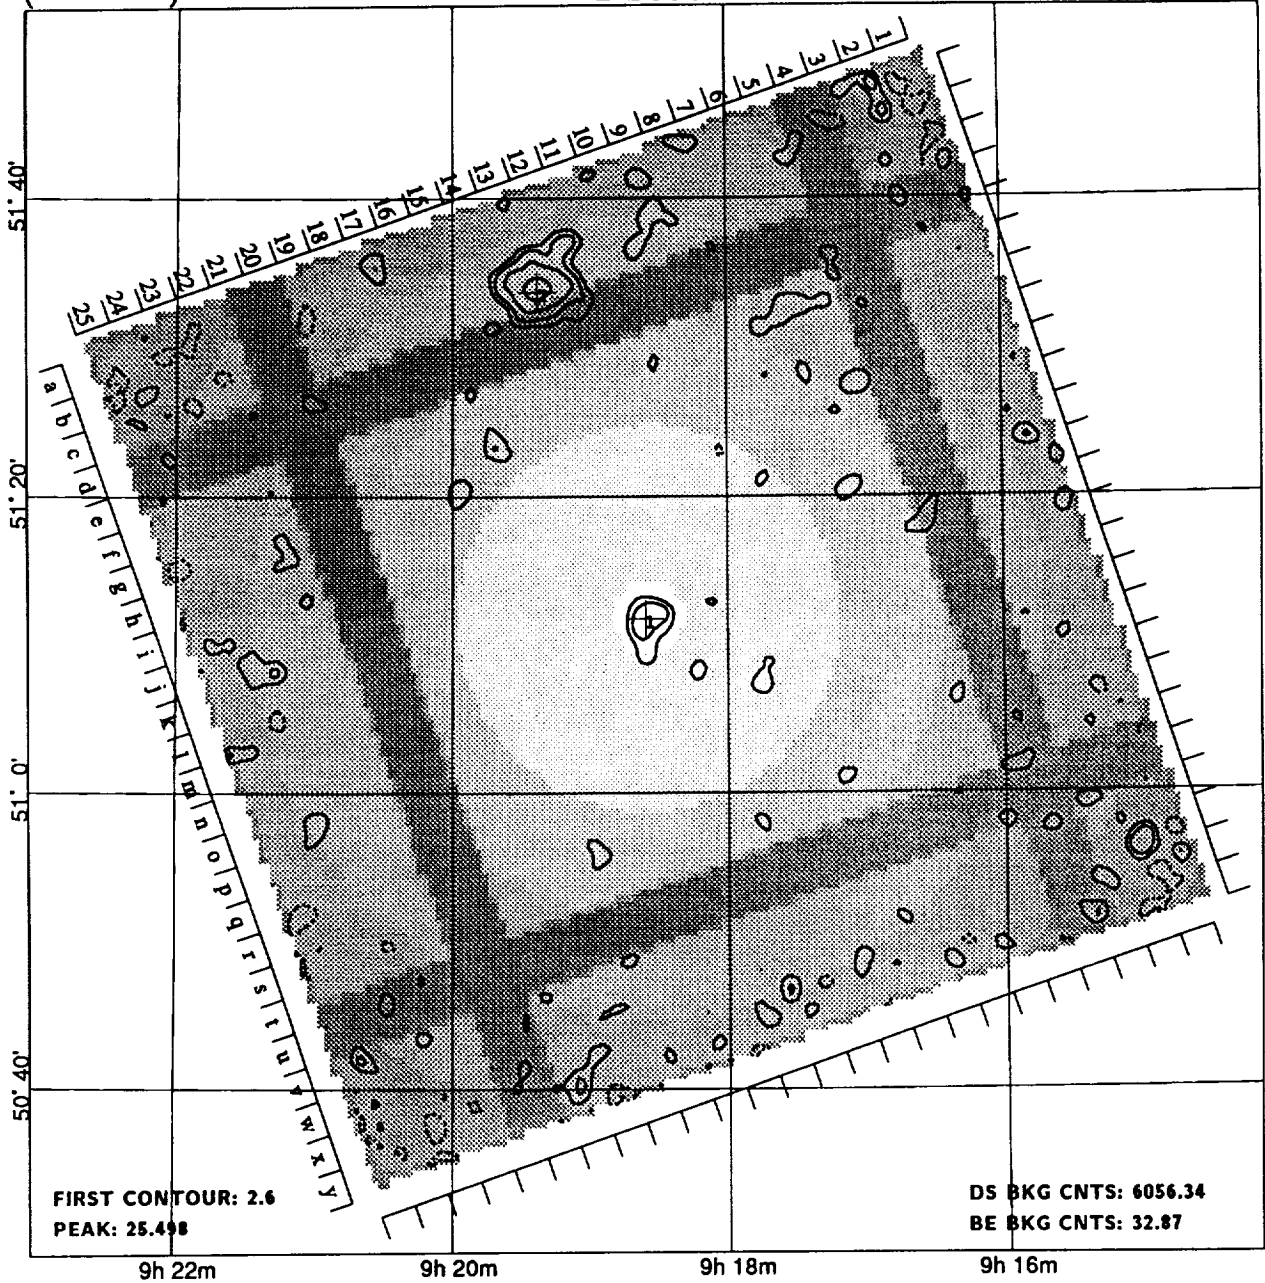 1
2
3
4
5
6
7
8
9
10
11
12
13
14
15
16
17
18
19
20
21
22
23
24
25
51° 40'
51° 20'
51° 0'
50° 40'
a
b
c
d
e
f
g
h
i
j
k
l
m
n
o
p
q
r
s
t
u
v
w
x
y
FIRST CONTOUR: 2.6
PEAK: 25.498
DS BKG CNTS: 6056.34
BE BKG CNTS: 32.87
9h 22m
9h 20m
9h 18m
9h 16m